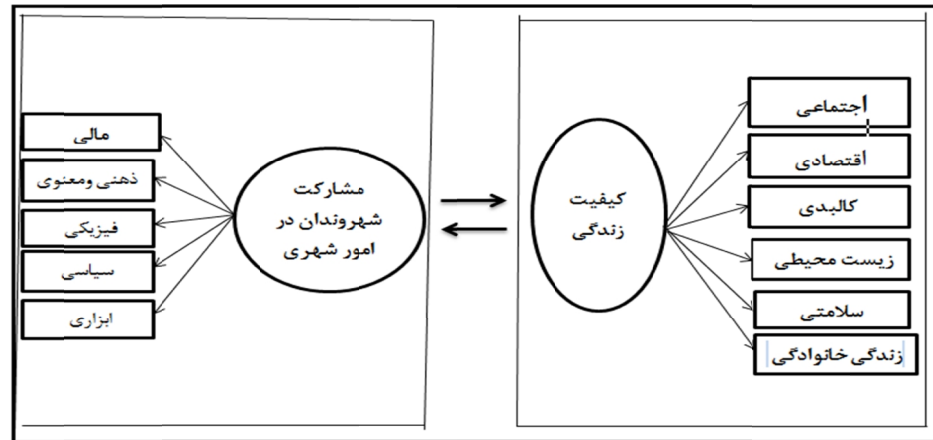 اجتماعی
اقتصادی
کالبدی
زیست محیطی
سلامتی
زندگی خانوادگی
کیفیت
زندگی
مشارکت
شهروندان در
امور شهری
مالی
ذهنی ومعنوی
فیزیکی
سیاسی
ابزاری